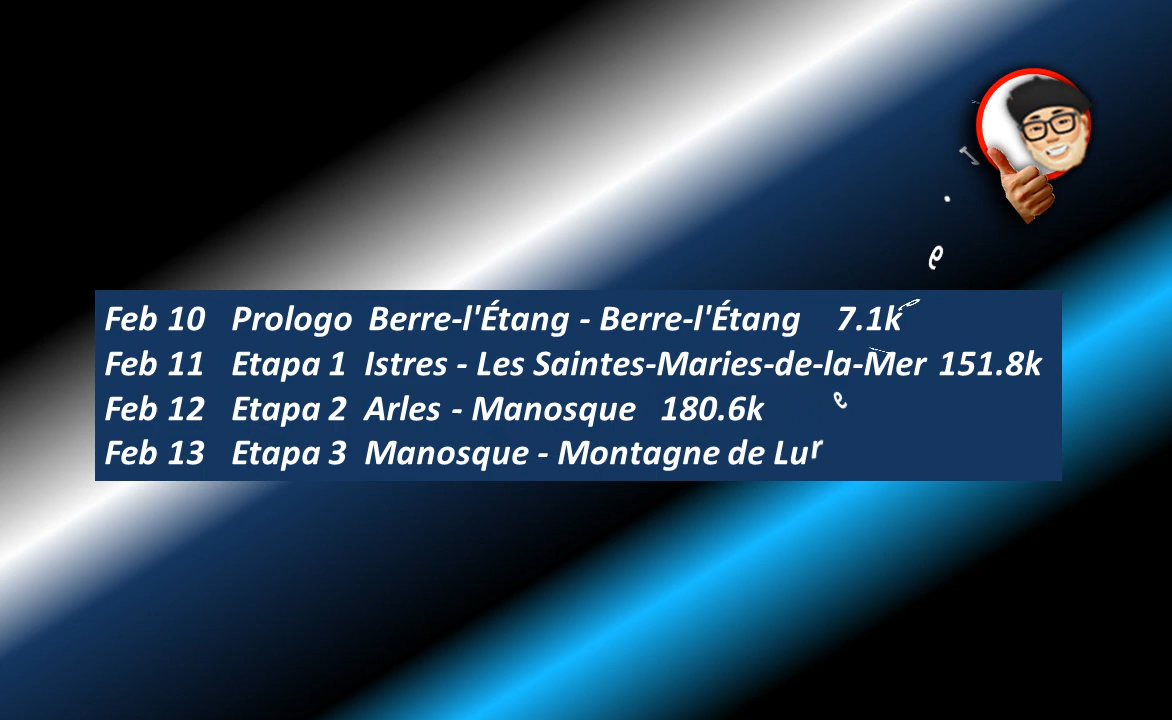 Feb 10 Prologo Berre-l'Étang - Berre-l'Étang 7.1k
Feb 11 Etapa 1 Istres - Les Saintes-Maries-de-la-Mer 151.8k
Feb 12 Etapa 2 Arles - Manosque 180.6k
Feb 13 Etapa 3 Manosque - Montagne de Lur